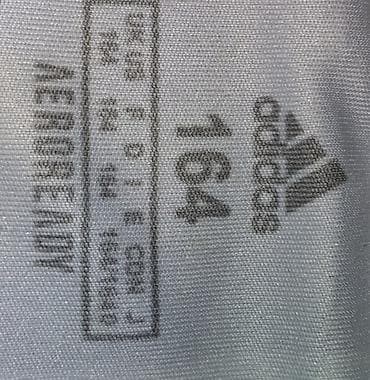 adidas
164
UK US F D I E CDN J
164 164 164
AEROREADY